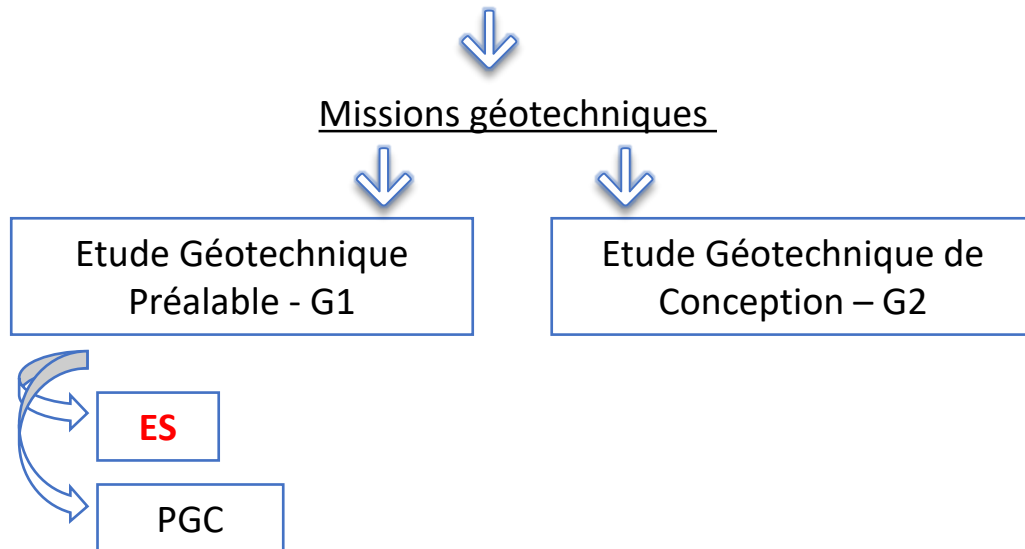 Missions géotechniques
Etude Géotechnique
Préalable - G1
Etude Géotechnique de
Conception – G2
ES
PGC